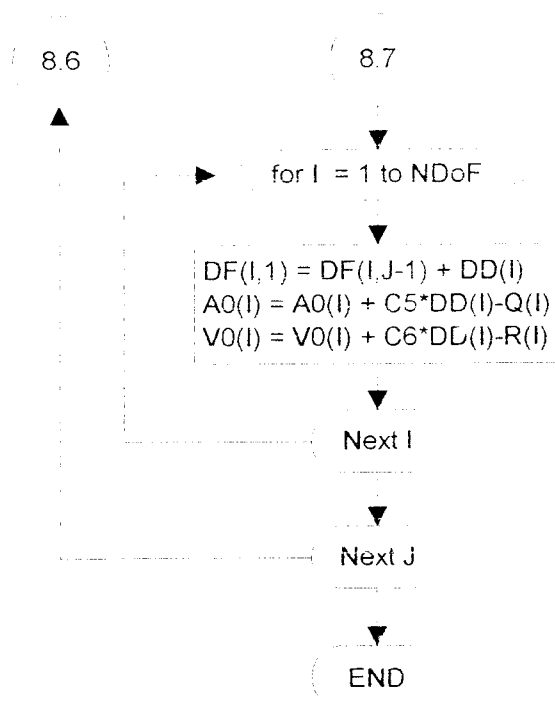 8.6
8.7
for I = 1 to NDoF
DF(I,1) = DF(I,J-1) + DD(I)
A0(I) = A0(I) + C5*DD(I)-Q(I)
V0(I) = V0(I) + C6*DD(I)-R(I)
Next I
Next J
END